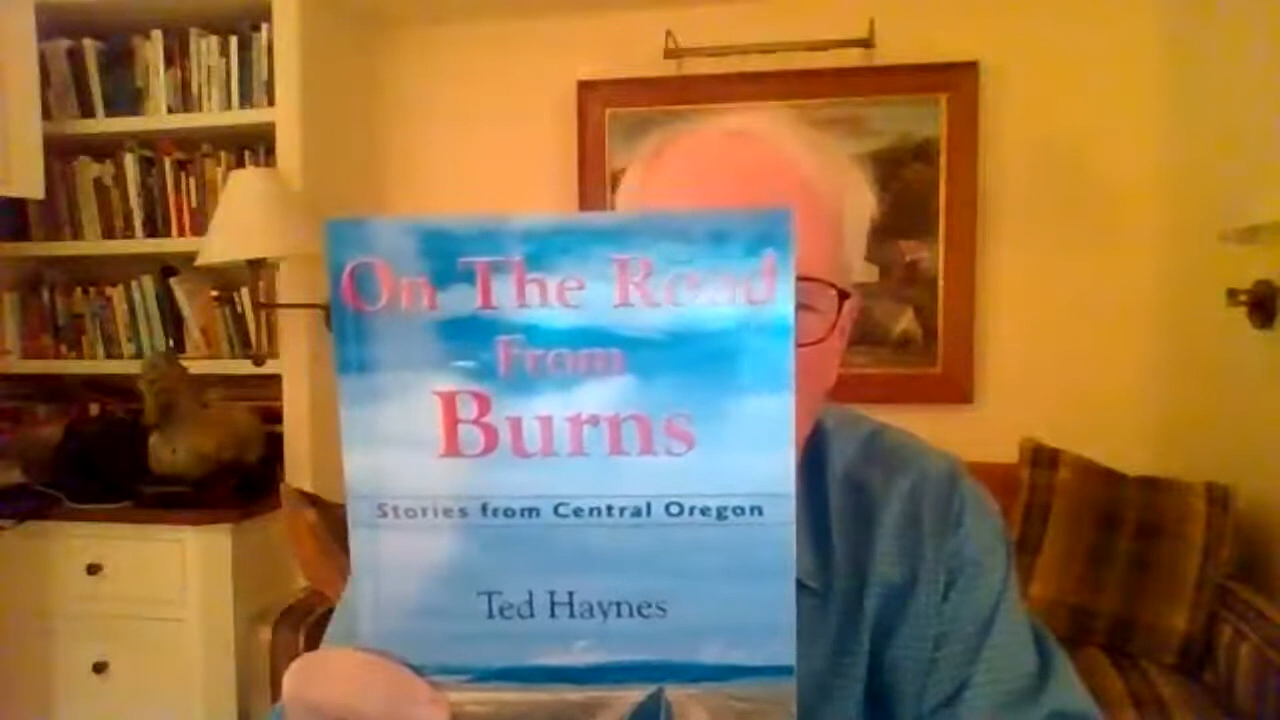 On The Road
From
Burns
Stories from Central Oregon
Ted Haynes